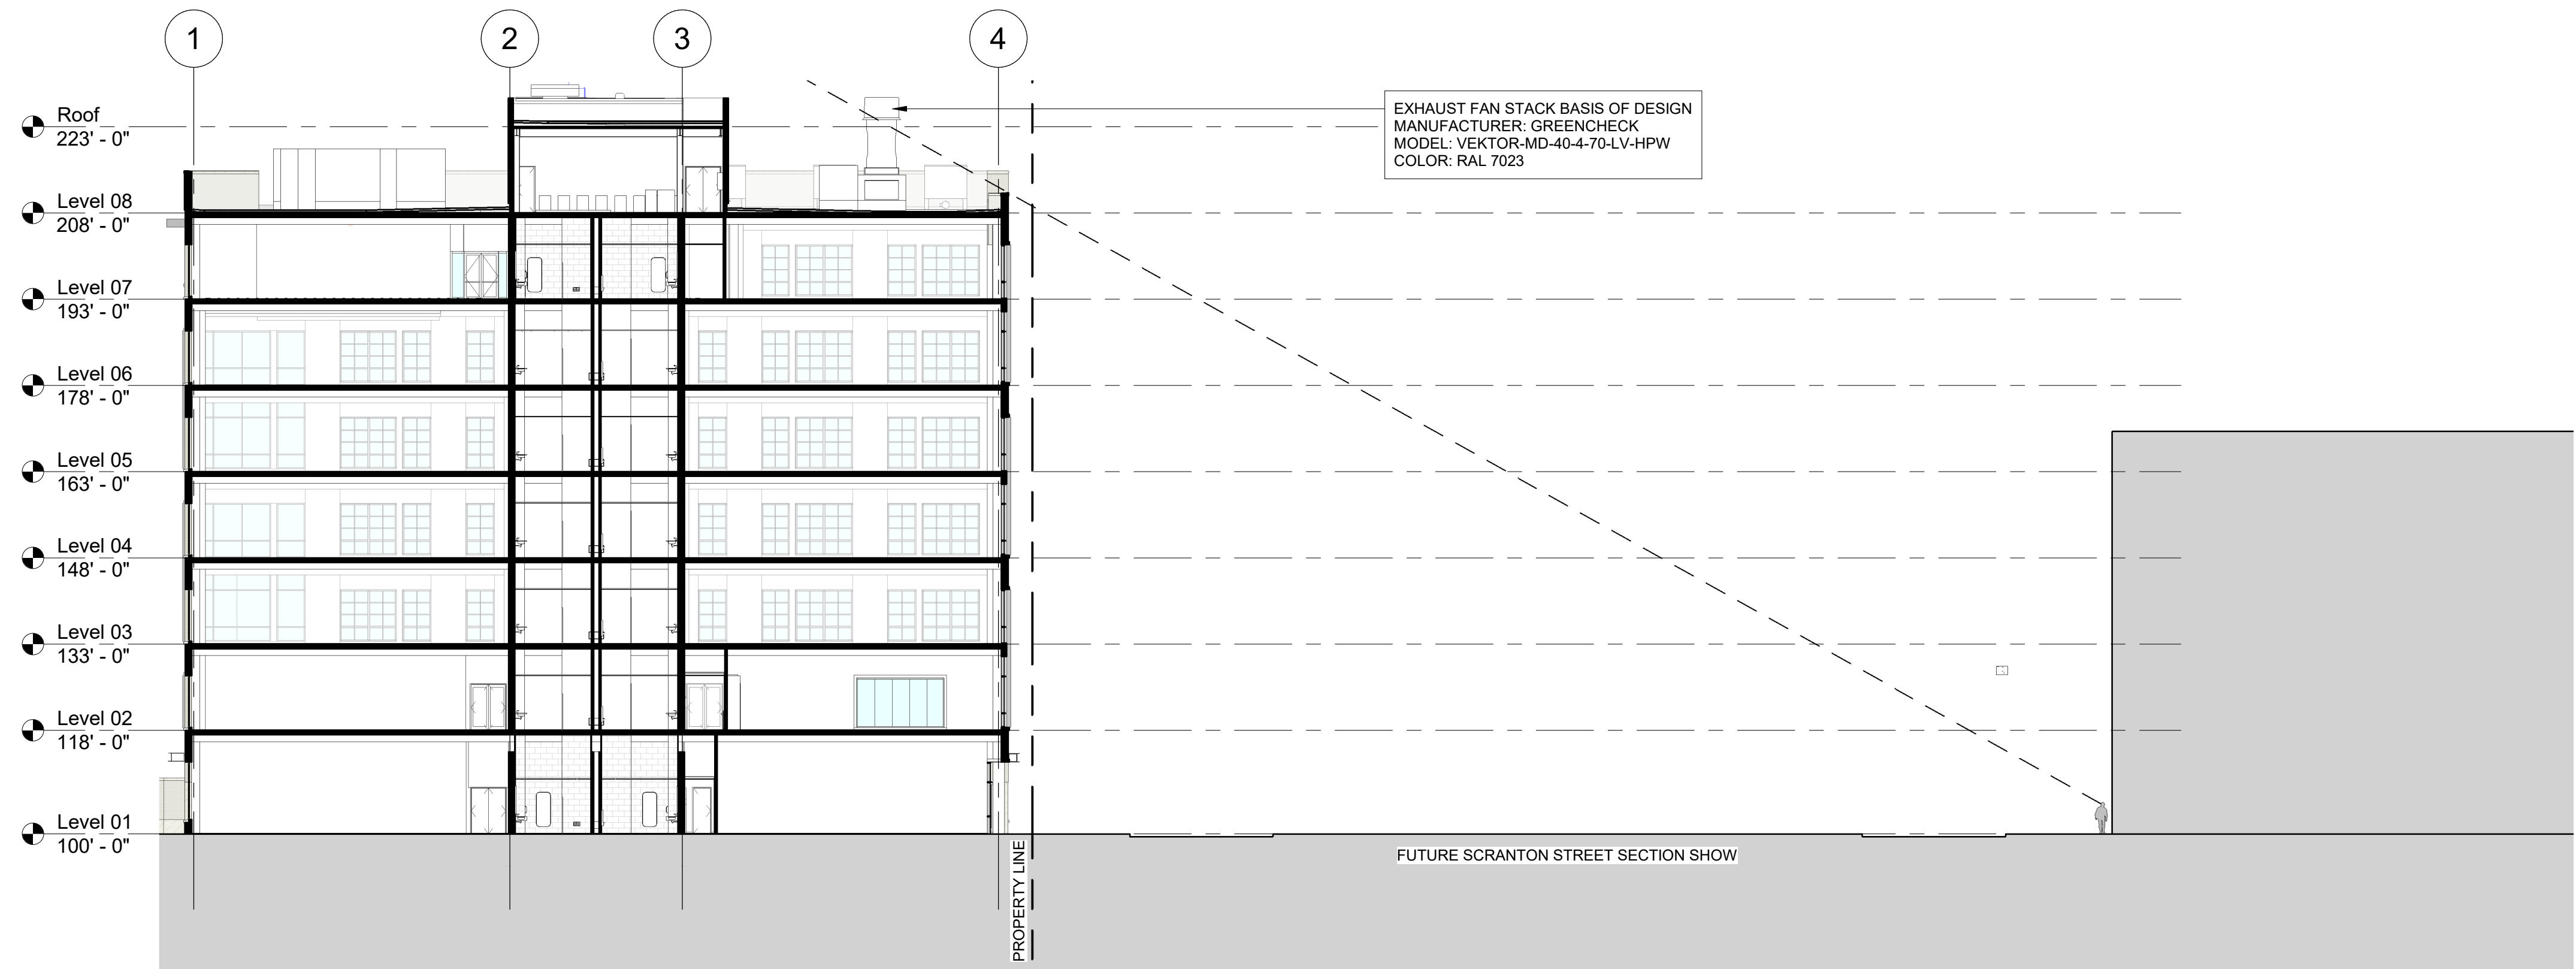 1
2
3
4
EXHAUST FAN STACK BASIS OF DESIGN
MANUFACTURER: GREENCHECK
MODEL: VEKTOR-MD-40-4-70-LV-HPW
COLOR: RAL 7023
Roof
223' - 0"
Level 08
208' - 0"
Level 07
193' - 0"
Level 06
178' - 0"
Level 05
163' - 0"
Level 04
148' - 0"
Level 03
133' - 0"
Level 02
118' - 0"
Level 01
100' - 0"
PROPERTY LINE
FUTURE SCRANTON STREET SECTION SHOW